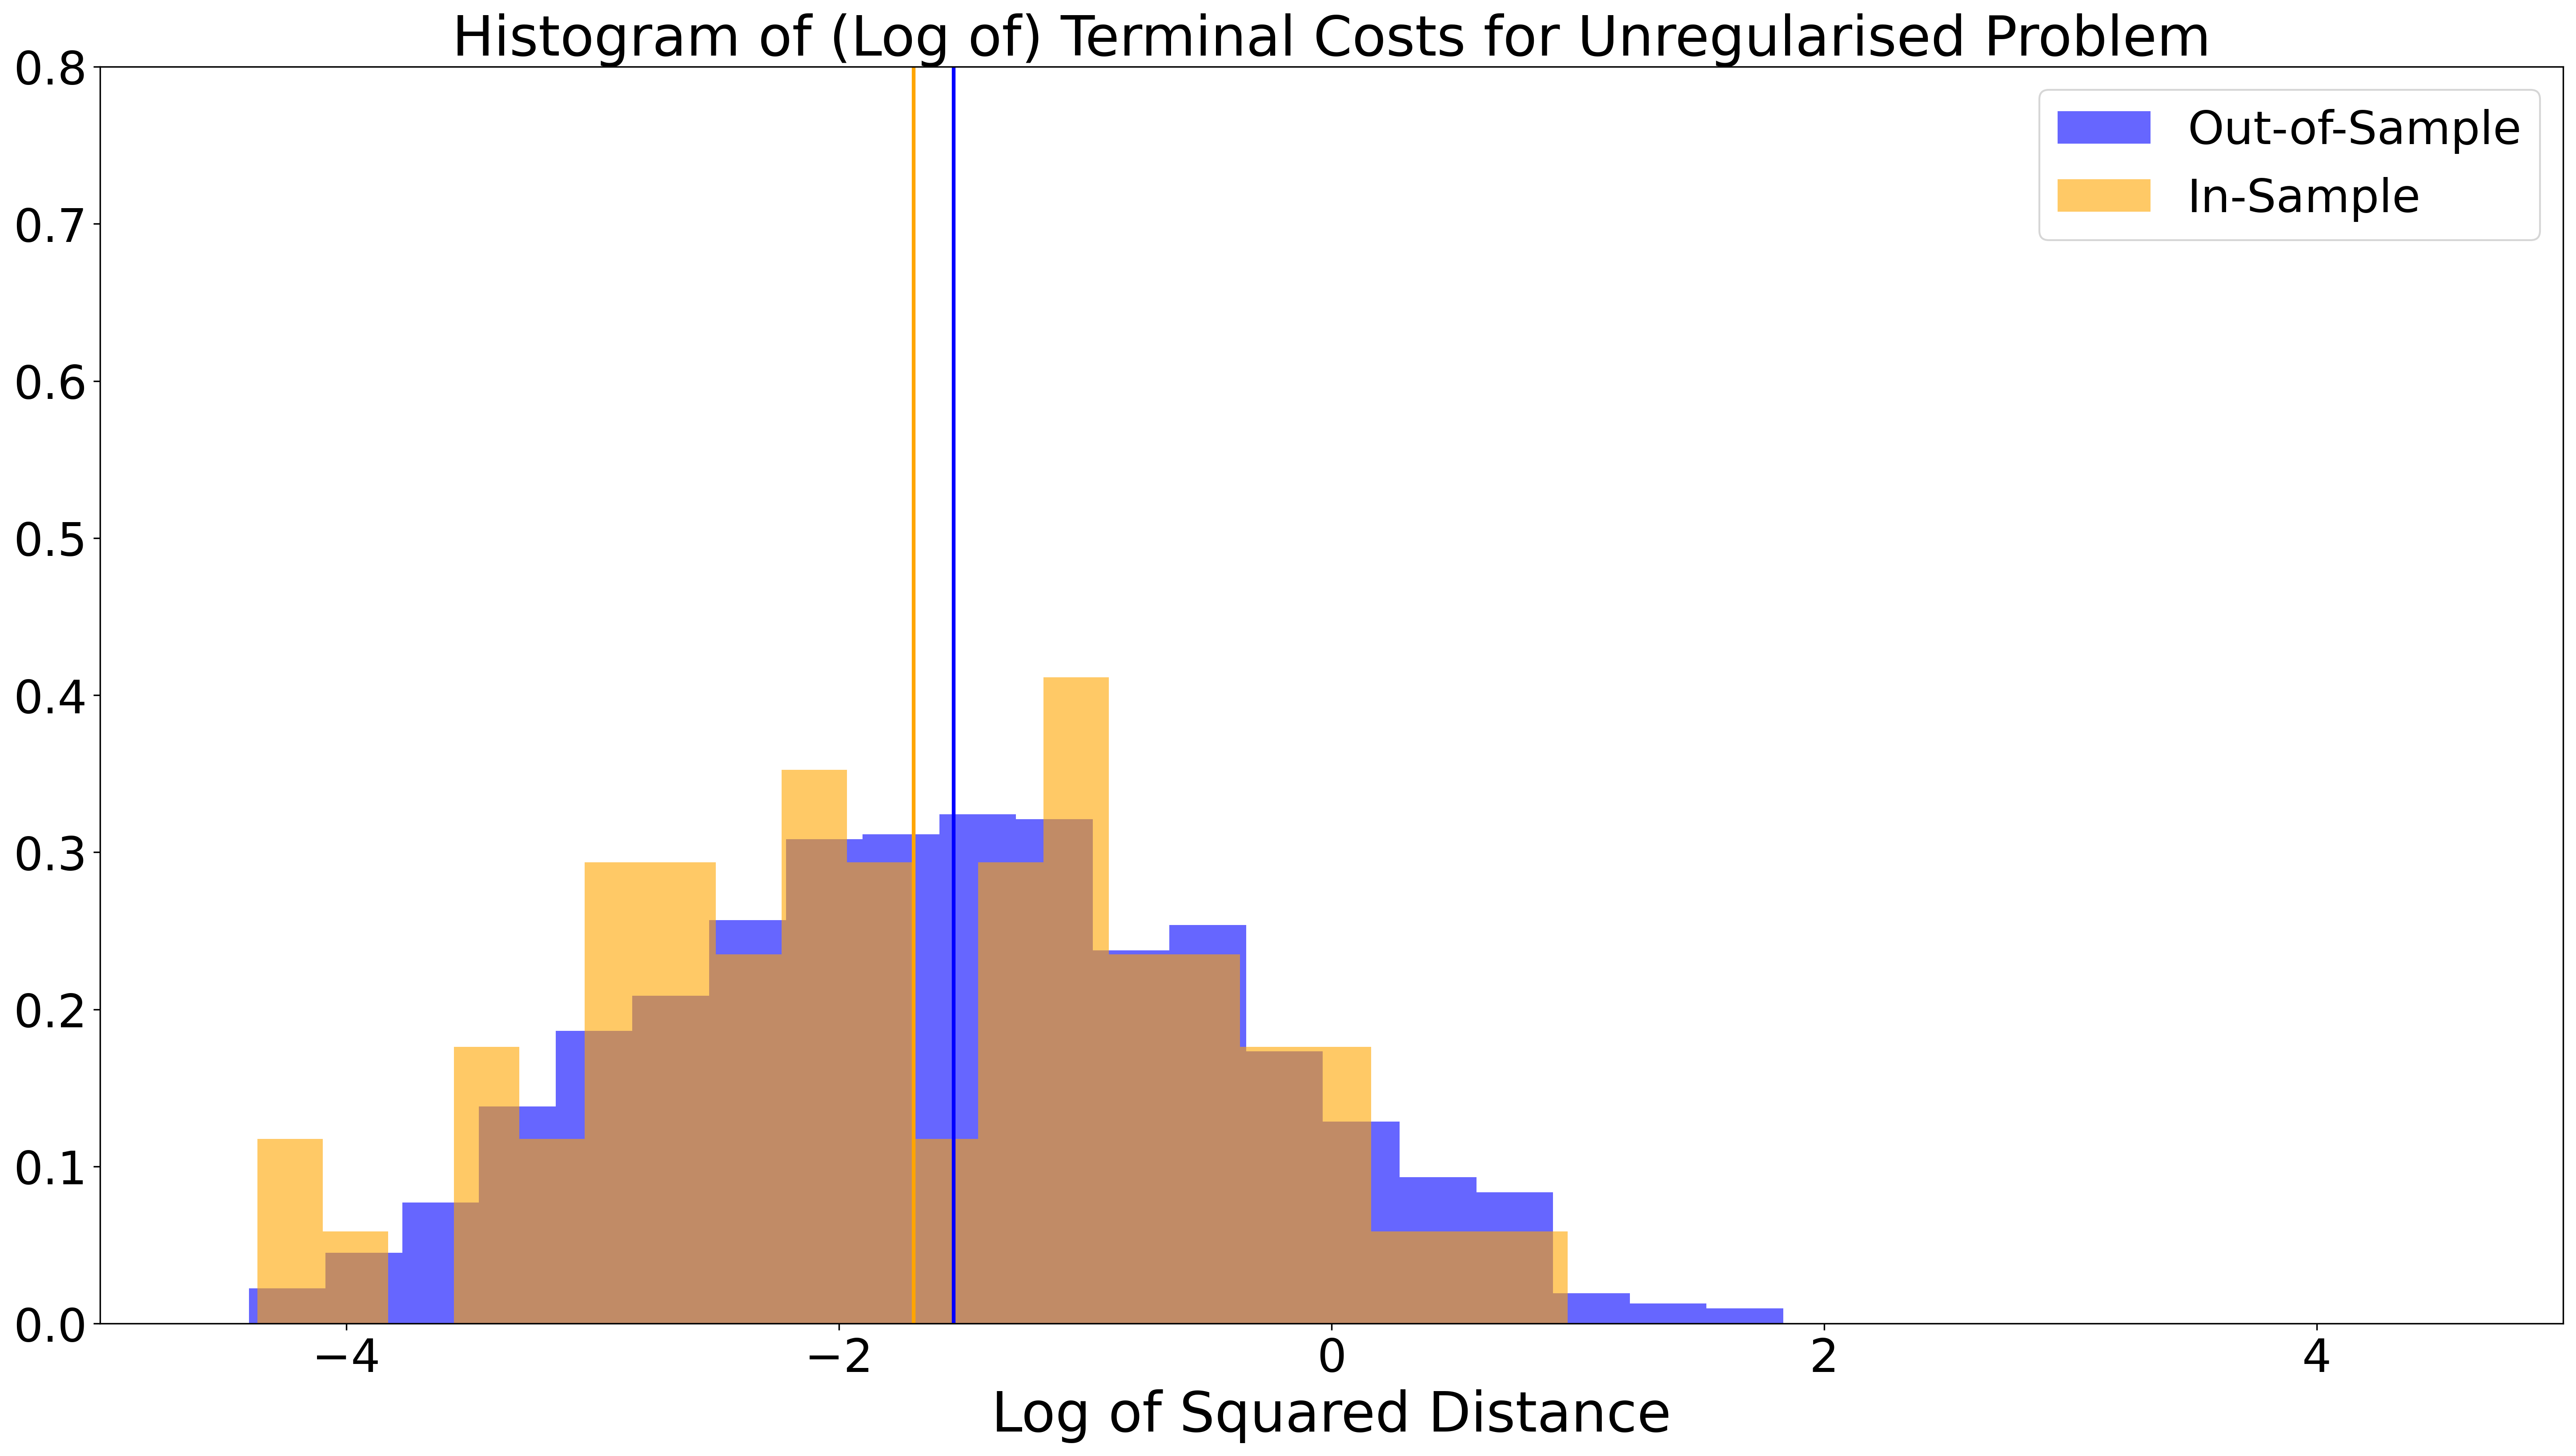 Histogram of (Log of) Terminal Costs for Unregularised Problem
0.8
0.7
0.6
0.5
0.4
0.3
0.2
0.1
0.0
Out-of-Sample
In-Sample
−4 −2 0 2 4
Log of Squared Distance